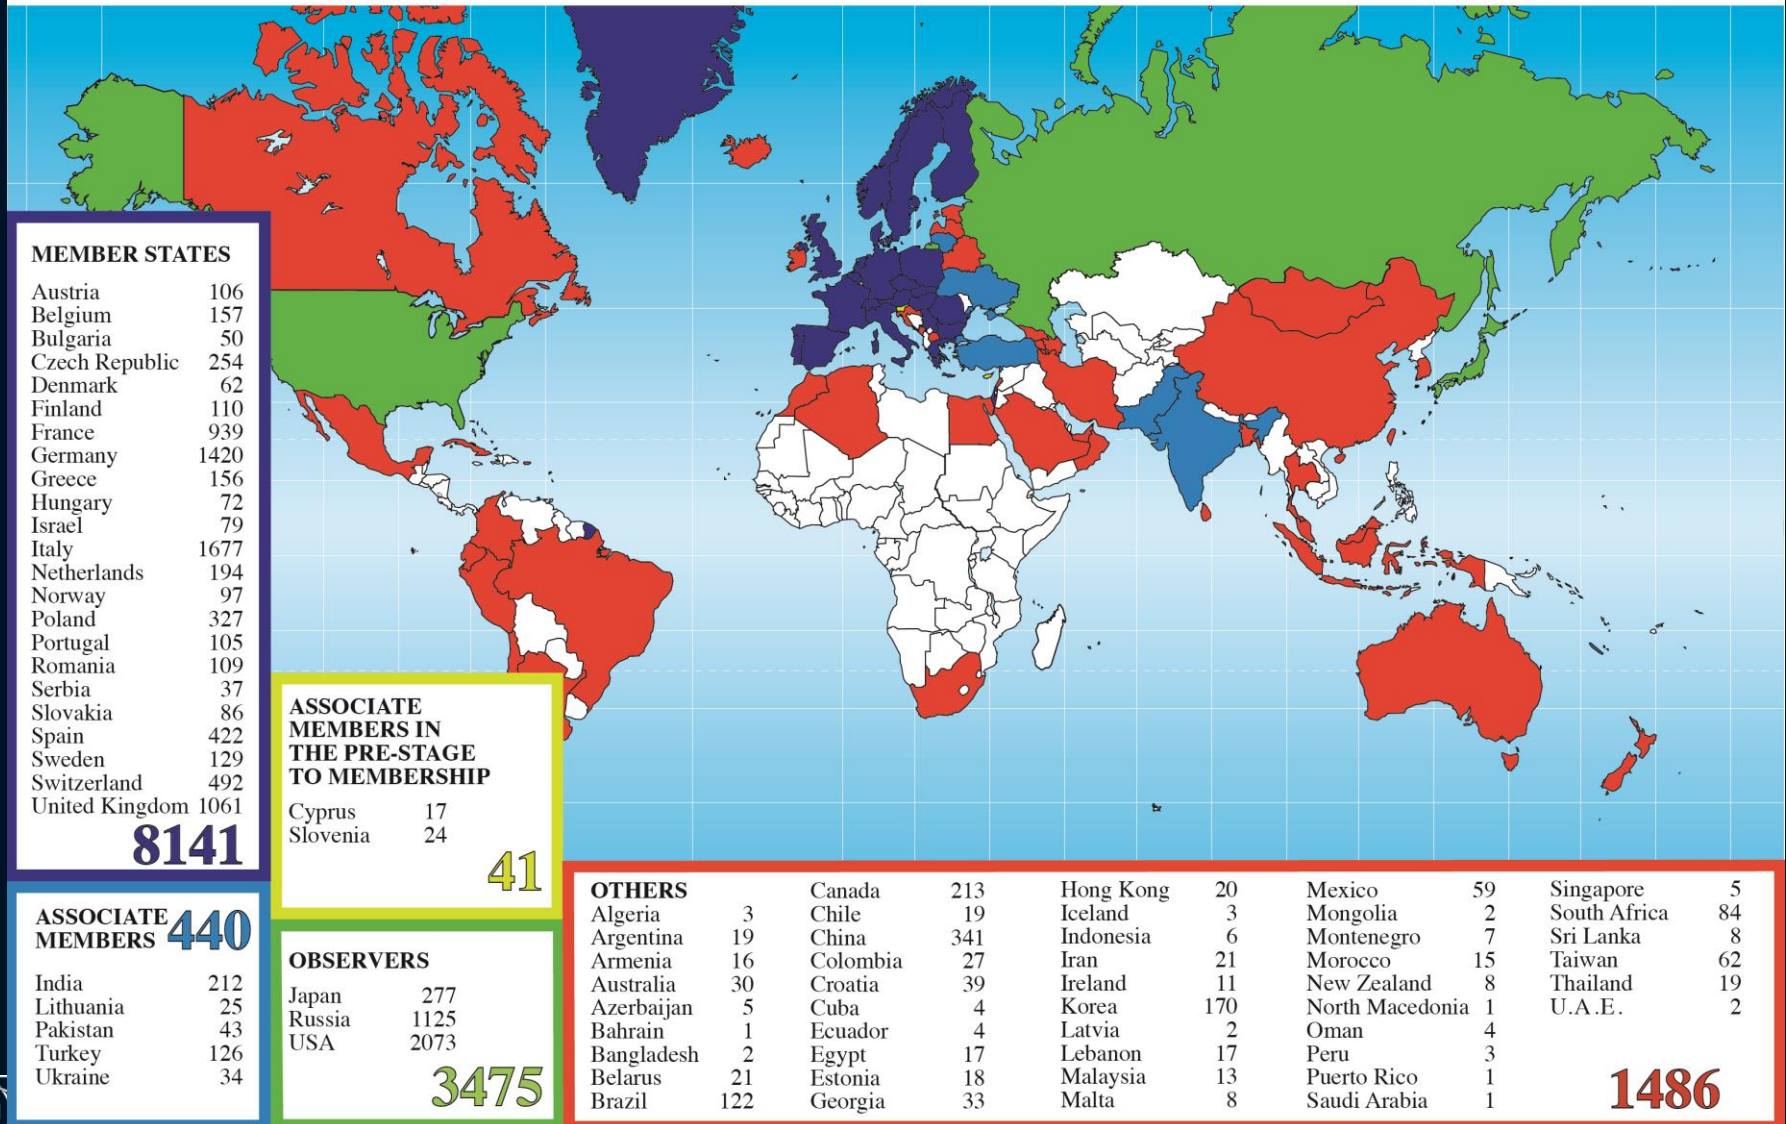 MEMBER STATES
Austria 106
Belgium 157
Bulgaria 50
Czech Republic 254
Denmark 62
Finland 110
France 939
Germany 1420
Greece 156
Hungary 72
Israel 79
Italy 1677
Netherlands 194
Norway 97
Poland 327
Portugal 105
Romania 109
Serbia 37
Slovakia 86
Spain 422
Sweden 129
Switzerland 492
United Kingdom 1061
8141
ASSOCIATE
MEMBERS 440
India 212
Lithuania 25
Pakistan 43
Turkey 126
Ukraine 34
ASSOCIATE
MEMBERS IN
THE PRE-STAGE
TO MEMBERSHIP
Cyprus 17
Slovenia 24
41
OBSERVERS
Japan 277
Russia 1125
USA 2073
3475
OTHERS
Algeria 3
Argentina 19
Armenia 16
Australia 30
Azerbaijan 5
Bahrain 1
Bangladesh 2
Belarus 21
Brazil 122
Canada 213
Chile 19
China 341
Colombia 27
Croatia 39
Cuba 4
Ecuador 4
Egypt 17
Estonia 18
Georgia 33
Hong Kong 20
Iceland 3
Indonesia 6
Iran 21
Ireland 11
Korea 170
Latvia 2
Lebanon 17
Malaysia 13
Malta 8
Mexico 59
Mongolia 2
Montenegro 7
Morocco 15
New Zealand 8
North Macedonia 1
Oman 4
Peru 3
Puerto Rico 1
Saudi Arabia 1
Singapore 5
South Africa 84
Sri Lanka 8
Taiwan 62
Thailand 19
U.A.E. 2
1486